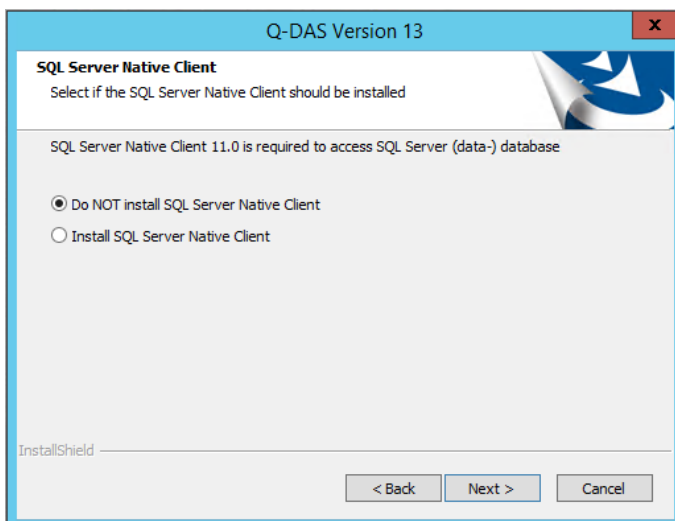 Q-DAS Version 13
x
SQL Server Native Client
Select if the SQL Server Native Client should be installed
SQL Server Native Client 11.0 is required to access SQL Server (data-) database
Do NOT install SQL Server Native Client
Install SQL Server Native Client
InstallShield
< Back Next > Cancel